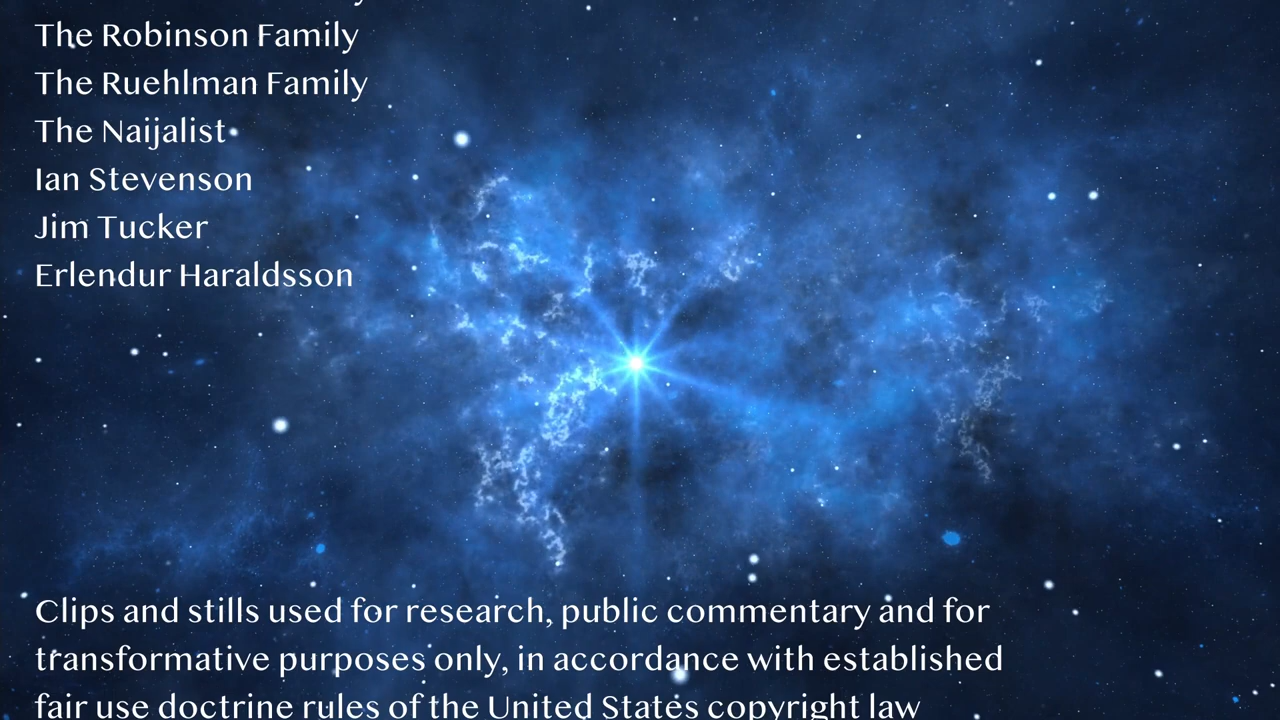 The Robinson Family
The Ruehlman Family
The Naijalist
Ian Stevenson
Jim Tucker
Erlendur Haraldsson
Clips and stills used for research, public commentary and for
transformative purposes only, in accordance with established
fair use doctrine rules of the United States copyright law